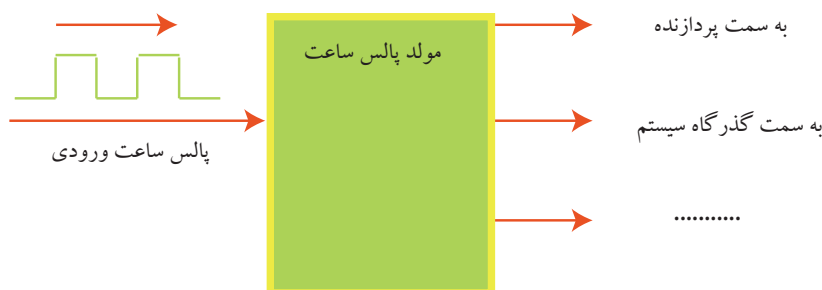 به سمت پردازنده
مولد پالس ساعت
به سمت گذرگاه سیستم
پالس ساعت ورودی
...........